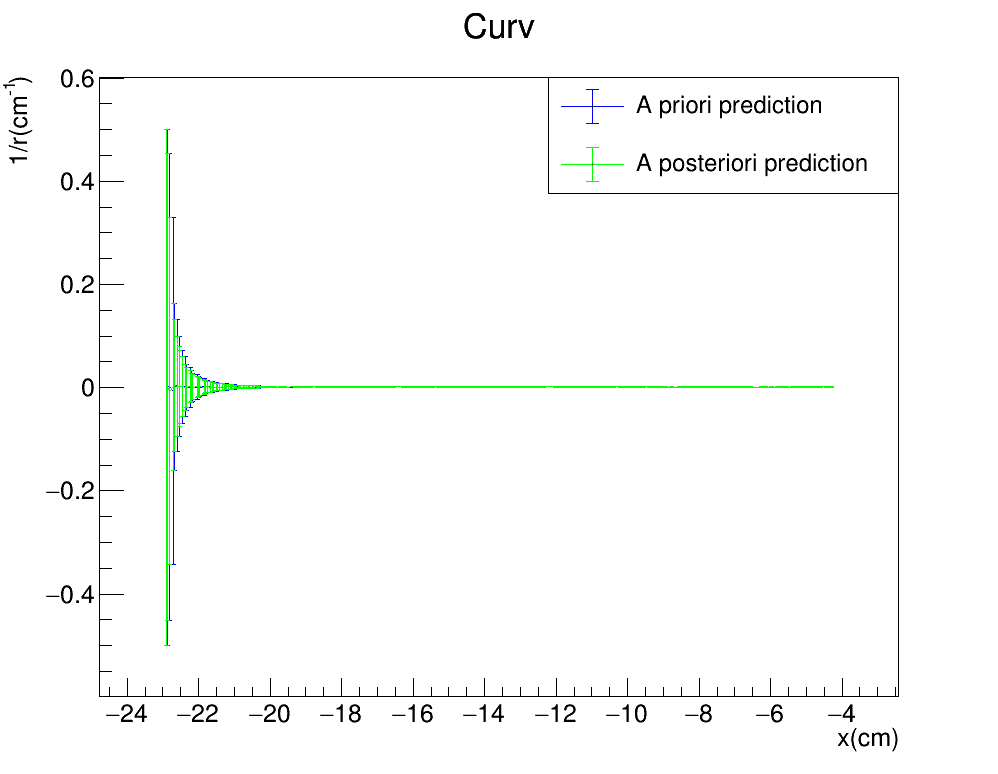 Curv
1/r(cm-1)
A priori prediction
A posteriori prediction
0.6
0.4
0.2
0
−0.2
−0.4
−24 −22 −20 −18 −16 −14 −12 −10 −8 −6 −4
x(cm)